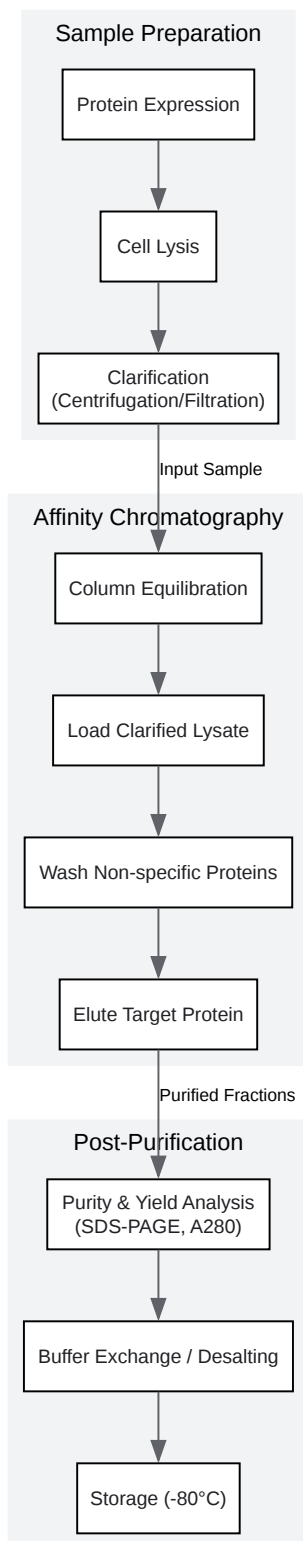 Sample Preparation
Protein Expression
Cell Lysis
Clarification
(Centrifugation/Filtration)
Input Sample
Affinity Chromatography
Column Equilibration
Load Clarified Lysate
Wash Non-specific Proteins
Elute Target Protein
Purified Fractions
Post-Purification
Purity & Yield Analysis
(SDS-PAGE, A280)
Buffer Exchange / Desalting
Storage (-80°C)